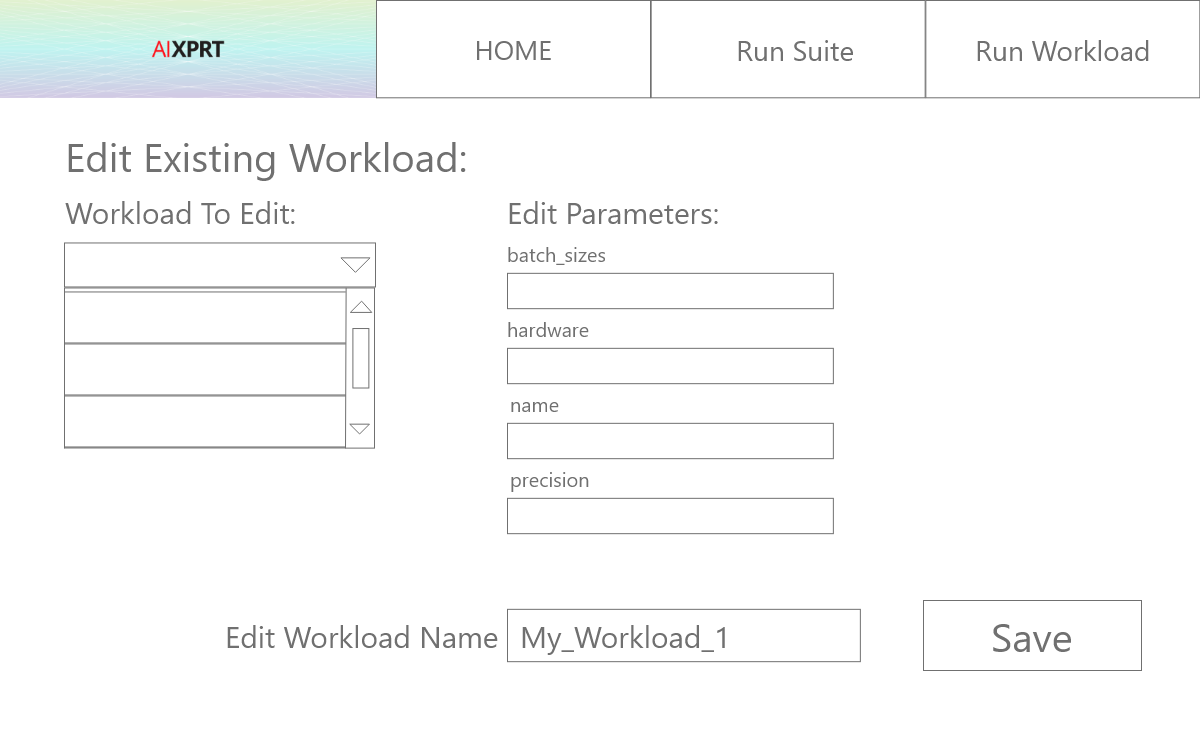 AIXPRT
HOME
Run Suite
Run Workload
Edit Existing Workload:
Workload To Edit:
Edit Parameters:
batch_sizes
hardware
name
precision
Edit Workload Name
My_Workload_1
Save